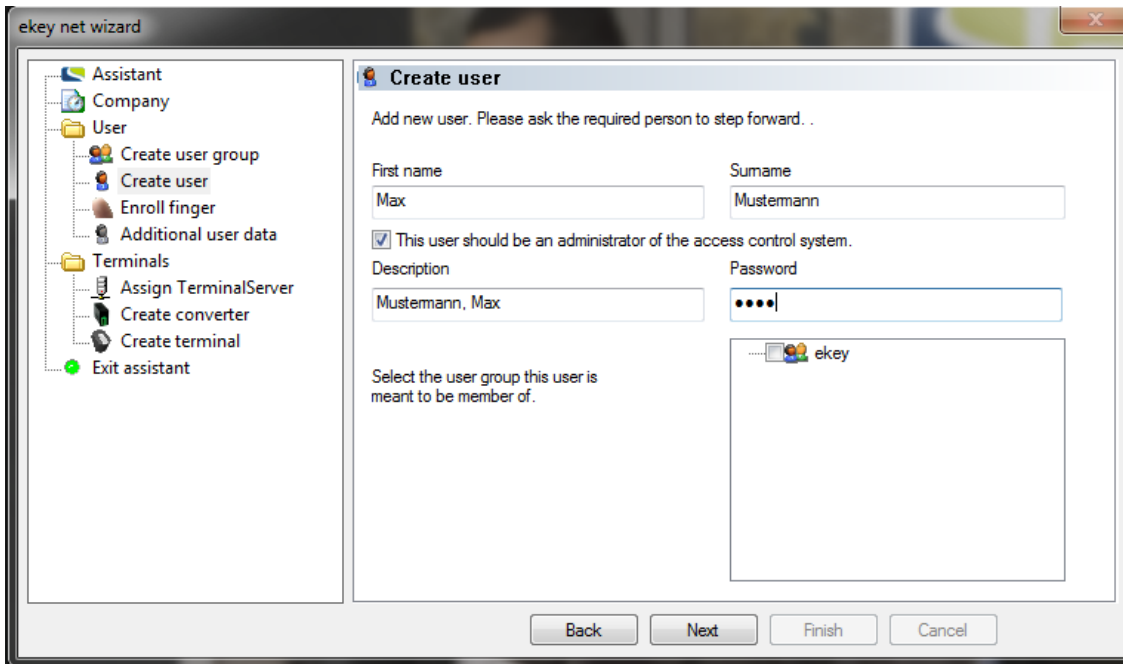 ekey net wizard
Assistant
Company
User
Create user group
Create user
Enroll finger
Additional user data
Terminals
Assign TerminalServer
Create converter
Create terminal
Exit assistant
Create user
Add new user. Please ask the required person to step forward. .
First name
Surname
Max
Mustermann
This user should be an administrator of the access control system.
Description
Password
Mustermann, Max
••••
ekey
Select the user group this user is
meant to be member of.
Back
Next
Finish
Cancel